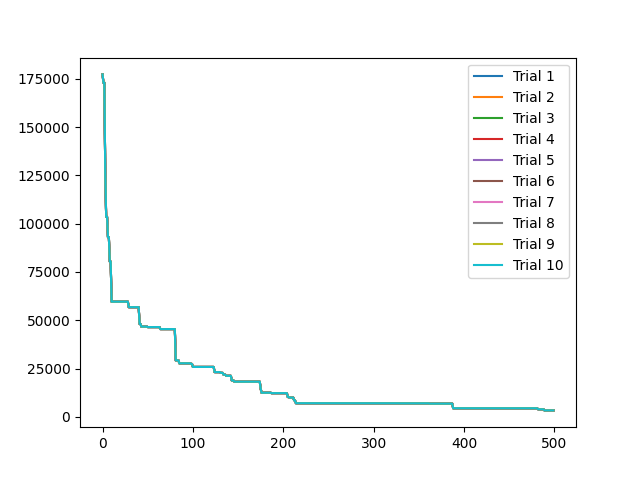 175000
150000
125000
100000
75000
50000
25000
0
0 100 200 300 400 500
Trial 1
Trial 2
Trial 3
Trial 4
Trial 5
Trial 6
Trial 7
Trial 8
Trial 9
Trial 10